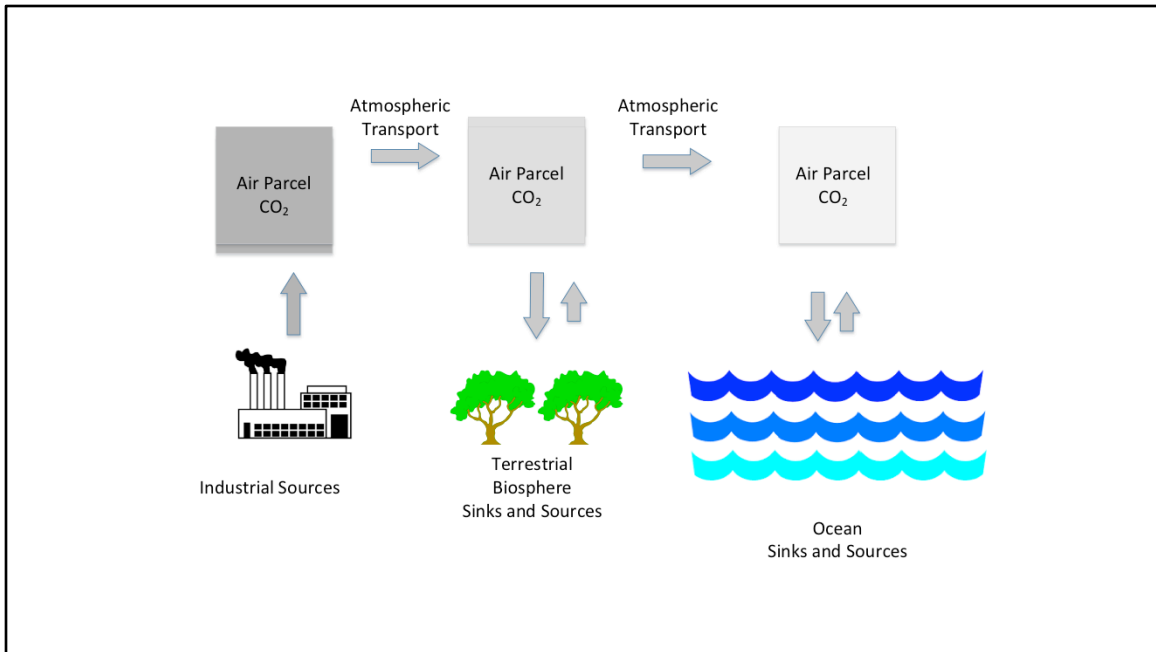 Atmospheric
Transport
Atmospheric
Transport
Air Parcel
CO₂
Air Parcel
CO₂
Air Parcel
CO₂
Industrial Sources
Terrestrial
Biosphere
Sinks and Sources
Ocean
Sinks and Sources